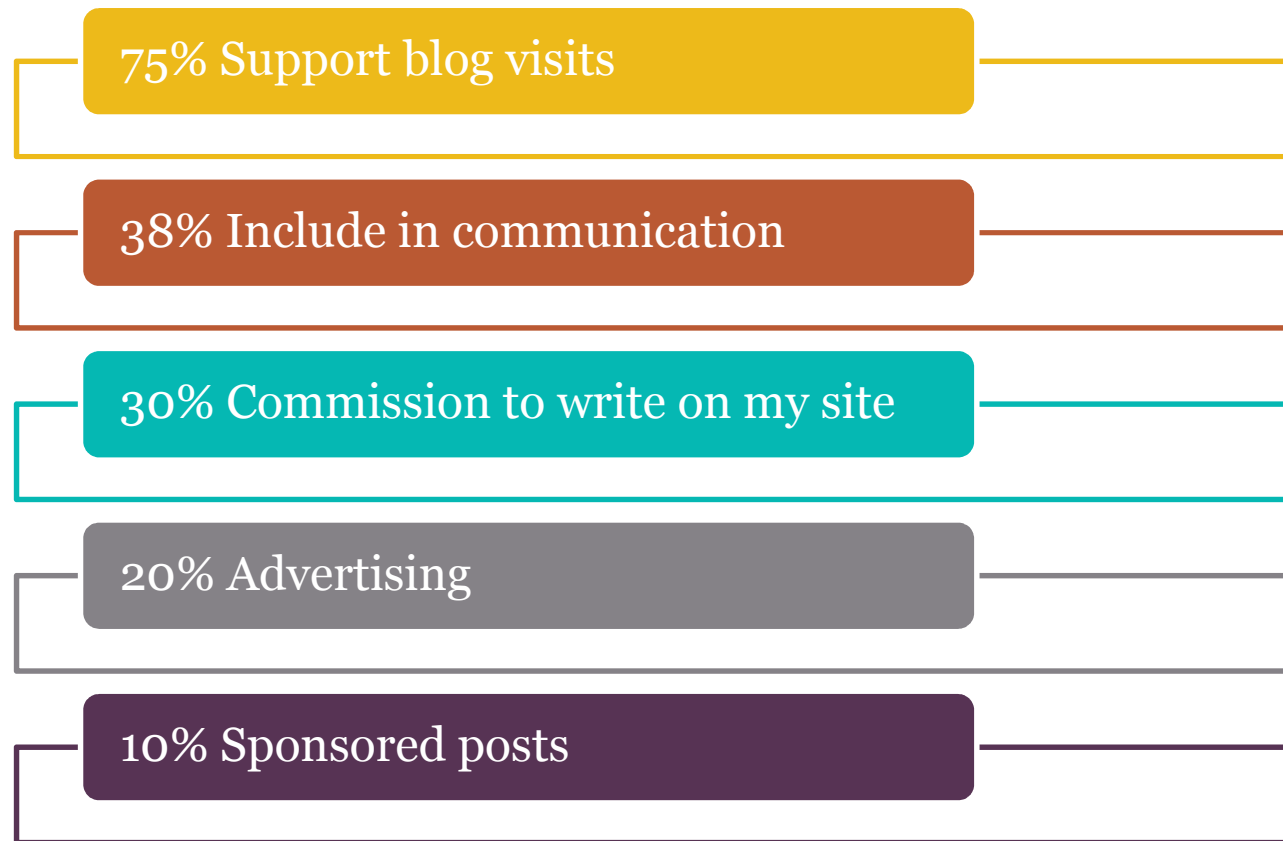 75% Support blog visits
38% Include in communication
30% Commission to write on my site
20% Advertising
10% Sponsored posts